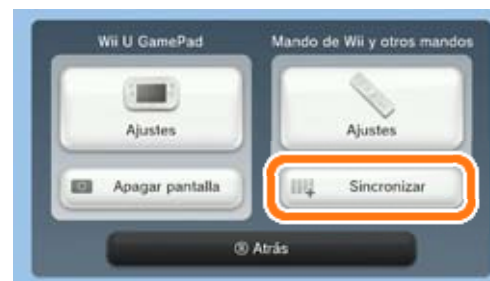 Wii U GamePad
Mando de Wii y otros mandos
Ajustes
Ajustes
Apagar pantalla
Sincronizar
Ⓑ Atrás